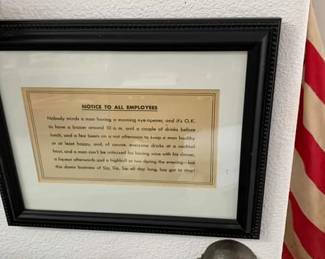 NOTICE TO ALL EMPLOYEES
Nobody minds a man having a morning eye-opener, and it's O.K.
to have a bracer around 10 a.m. and a couple of drinks before
lunch, and a few beers on a hot afternoon to keep a man healthy
or at least happy, and, of course, everyone drinks at a cocktail
hour, and a man can't be criticized for having wine with his dinner,
a liqueur afterwards and a highball or two during the evening—but
this damn business of Sip, Sip, Sip all day long, has got to stop!